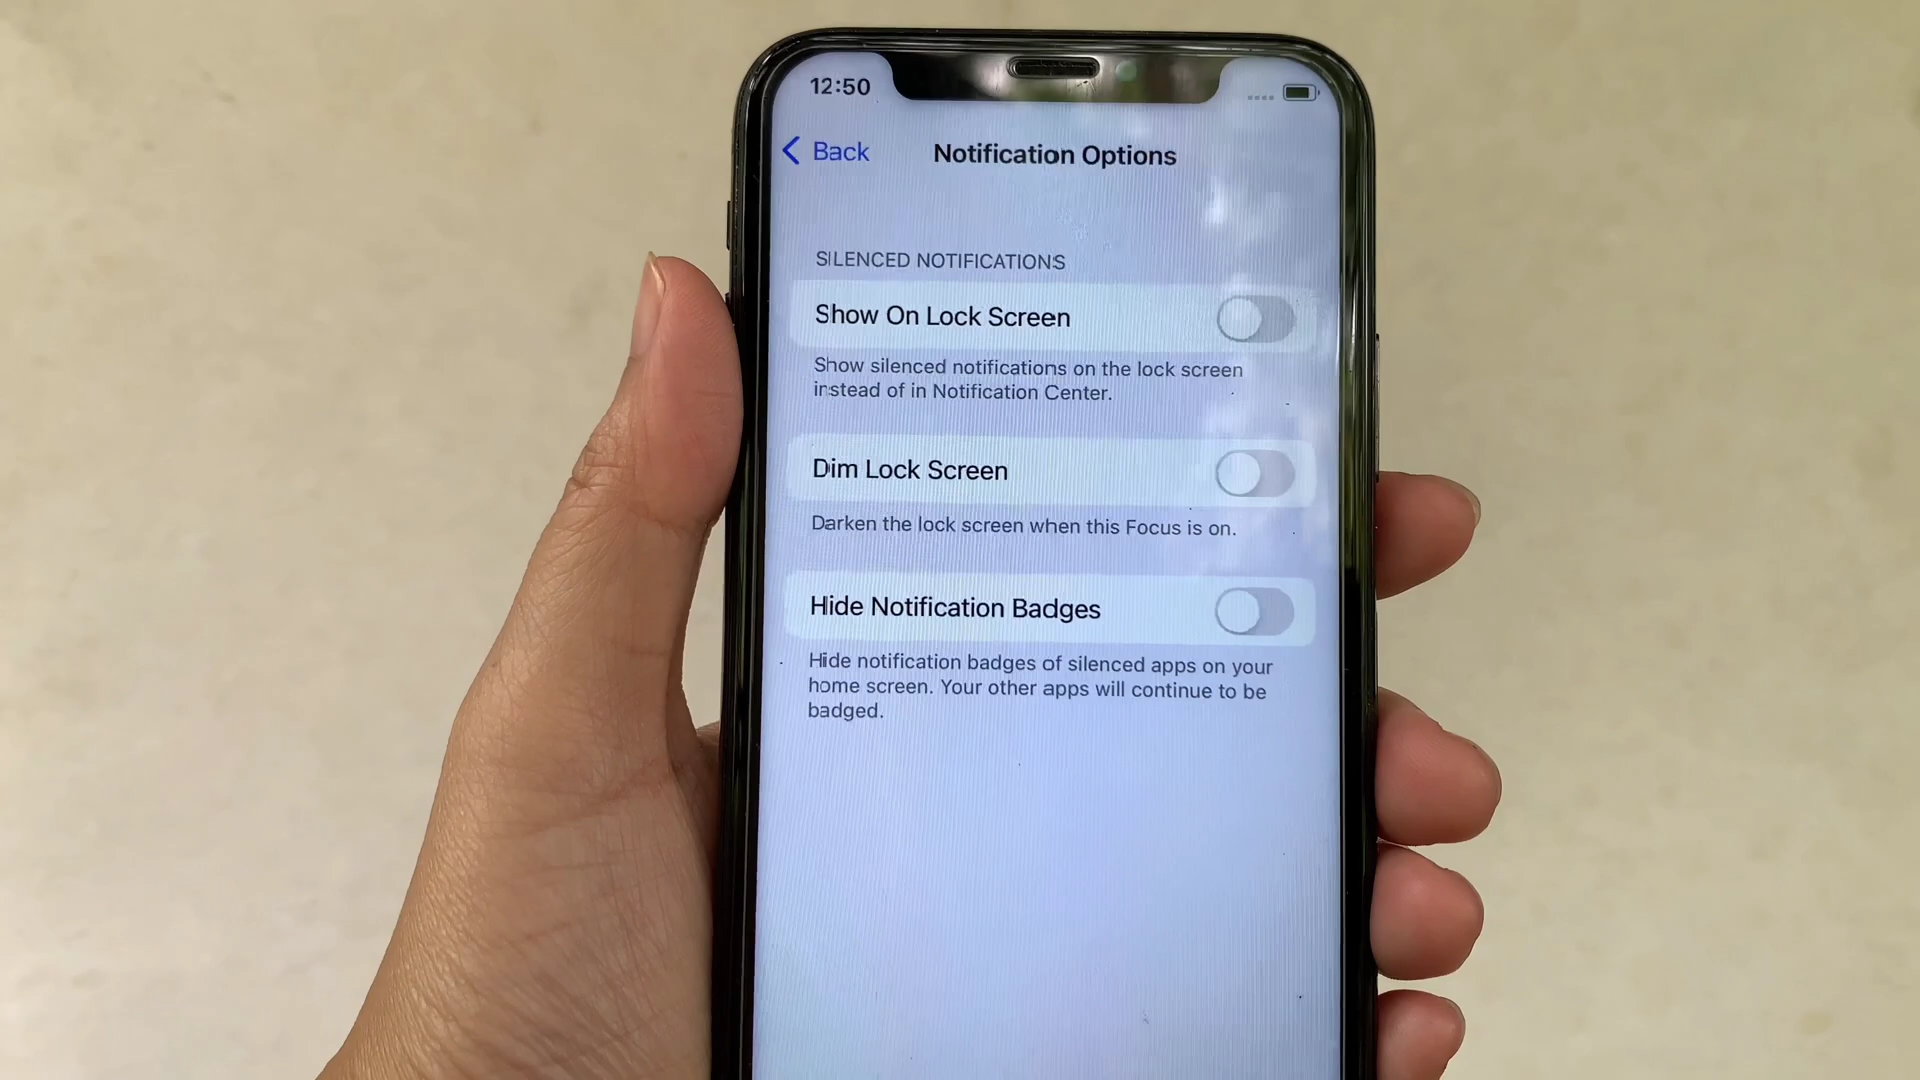 12:50
Back
Notification Options
SILENCED NOTIFICATIONS
Show On Lock Screen
Show silenced notifications on the lock screen
instead of in Notification Center.
Dim Lock Screen
Darken the lock screen when this Focus is on.
Hide Notification Badges
Hide notification badges of silenced apps on your
home screen. Your other apps will continue to be
badged.